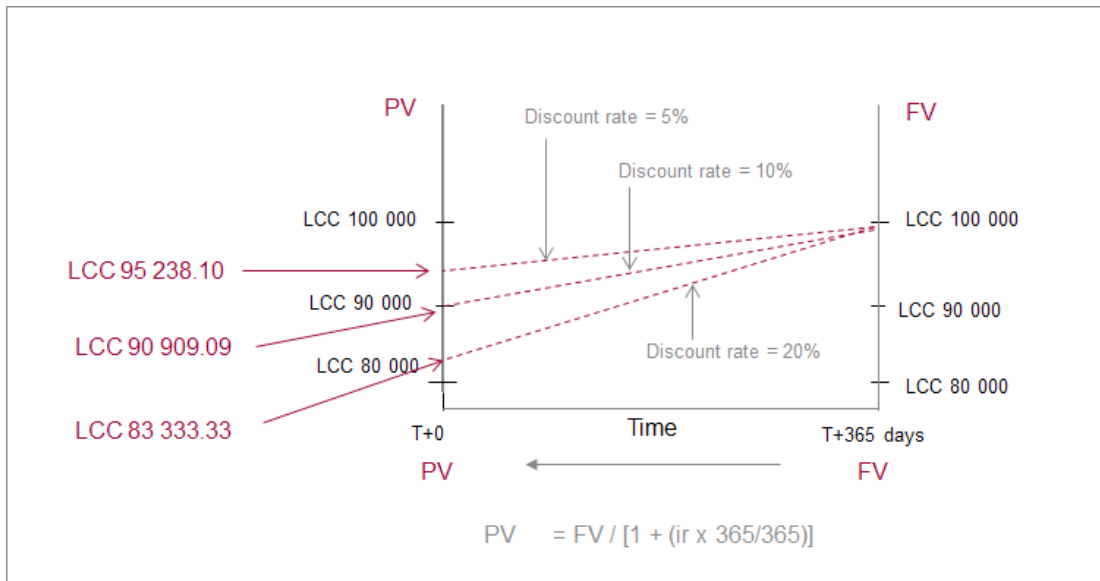 PV
FV
Discount rate = 5%
Discount rate = 10%
LCC 100 000
LCC 100 000
LCC 95 238.10
LCC 90 000
LCC 90 000
LCC 90 909.09
Discount rate = 20%
LCC 80 000
LCC 80 000
LCC 83 333.33
T+0
Time
T+365 days
PV
FV
PV = FV / [1 + (ir x 365/365)]